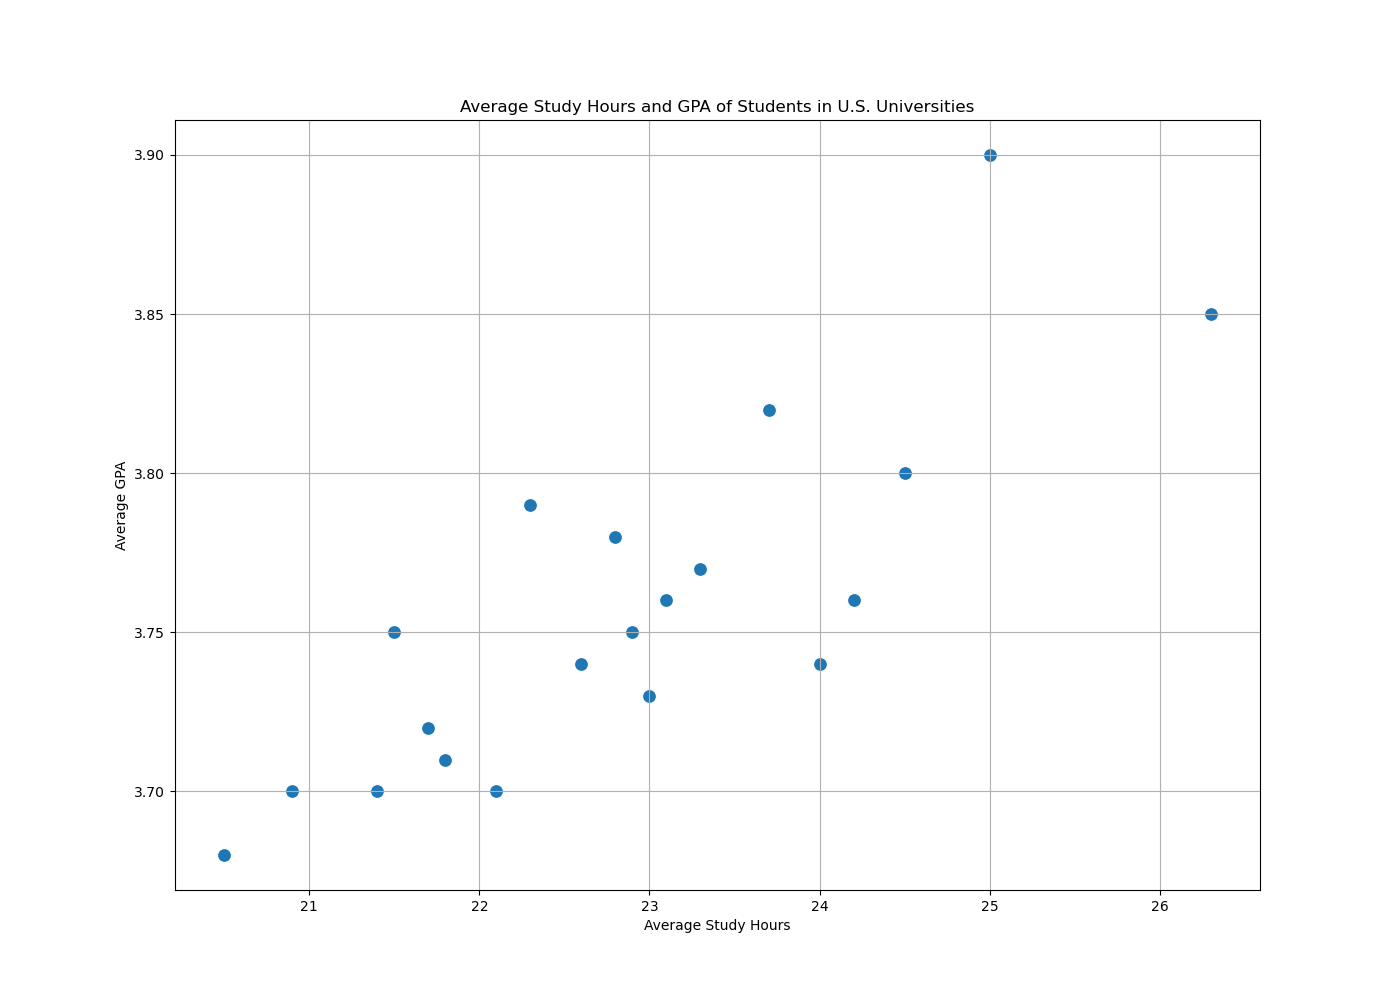 Average Study Hours and GPA of Students in U.S. Universities
3.90
3.85
3.80
3.75
3.70
Average GPA
21 22 23 24 25 26
Average Study Hours